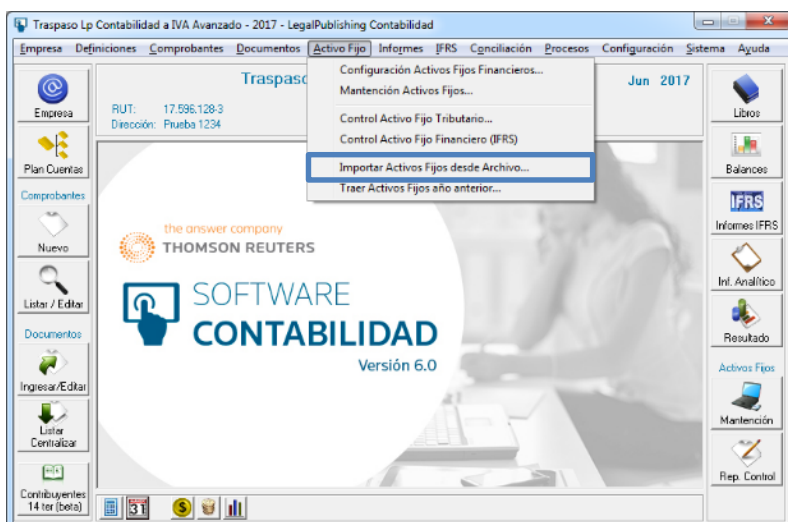 Traspaso Lp Contabilidad a IVA Avanzado - 2017 - LegalPublishing Contabilidad
Empresa Definiciones Comprobantes Documentos Activo Fijo Informes IFRS Conciliación Procesos Configuración Sistema Ayuda
Empresa
Plan Cuentas
Comprobantes
Nuevo
Listar / Editar
Documentos
Ingresar/Editar
Listar
Centralizar
Contribuyentes
14 ter (beta)
Traspaso
Jun 2017
RUT: 17.596.128-3
Dirección: Prueba 1234
Configuración Activos Fijos Financieros...
Mantención Activos Fijos...
Control Activo Fijo Tributario...
Control Activo Fijo Financiero (IFRS)
Importar Activos Fijos desde Archivo...
Traer Activos Fijos año anterior...
the answer company
THOMSON REUTERS
SOFTWARE
CONTABILIDAD
Versión 6.0
31
$
Libros
Balances
IFRS
Informes IFRS
Inf. Analítico
Resultado
Activos Fijos
Mantención
Rep. Control